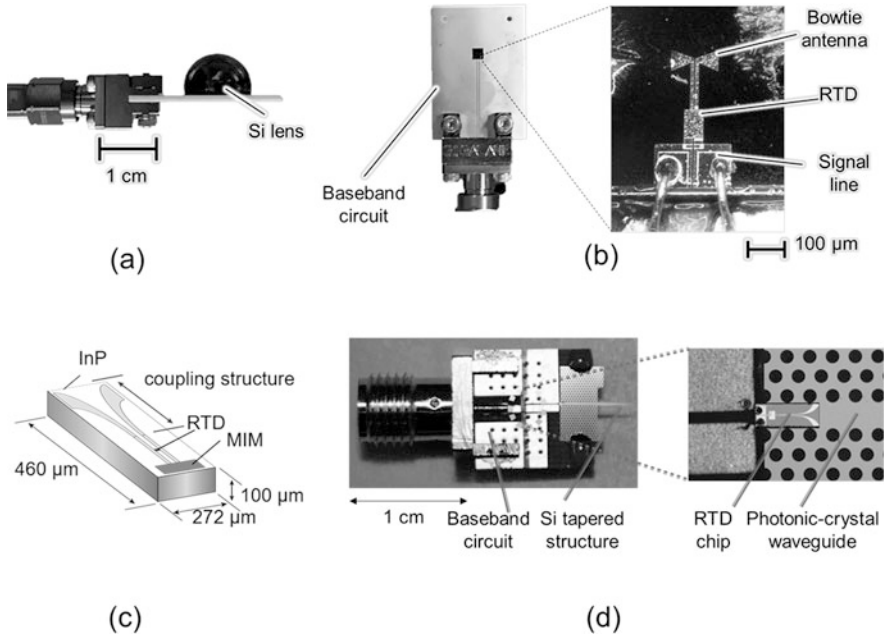 Si lens
1 cm
(a)
Baseband
circuit
Bowtie
antenna
RTD
Signal
line
100 µm
(b)
InP
coupling structure
RTD
MIM
460 µm
100 µm
272 µm
(c)
1 cm
Baseband
circuit
Si tapered
structure
RTD
chip
Photonic-crystal
waveguide
(d)